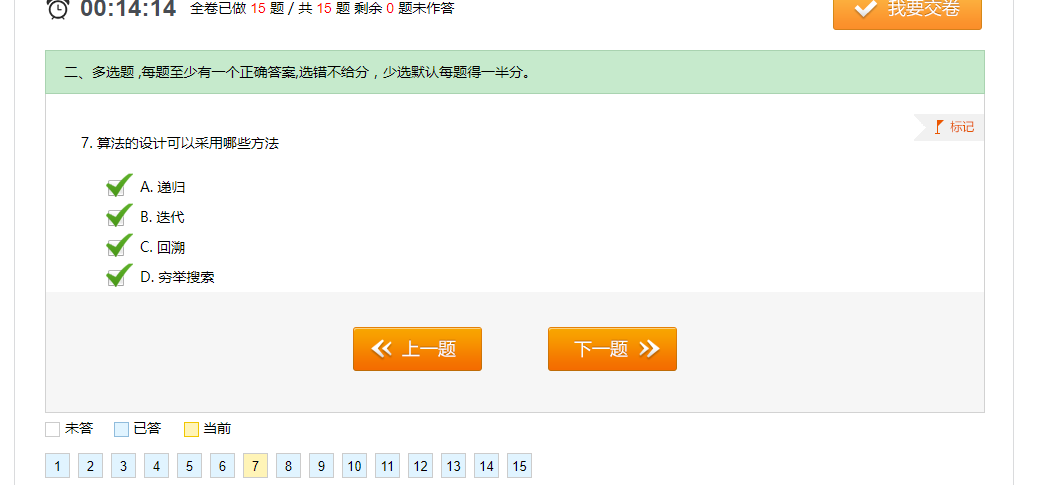 00:14:14 全卷已做 15 题 / 共 15 题 剩余 0 题未作答 我要交卷
二、多选题 ,每题至少有一个正确答案,选错不给分，少选默认每题得一半分。
标记
7. 算法的设计可以采用哪些方法
A. 递归
B. 迭代
C. 回溯
D. 穷举搜索
上一题 下一题
未答 已答 当前
1 2 3 4 5 6 7 8 9 10 11 12 13 14 15